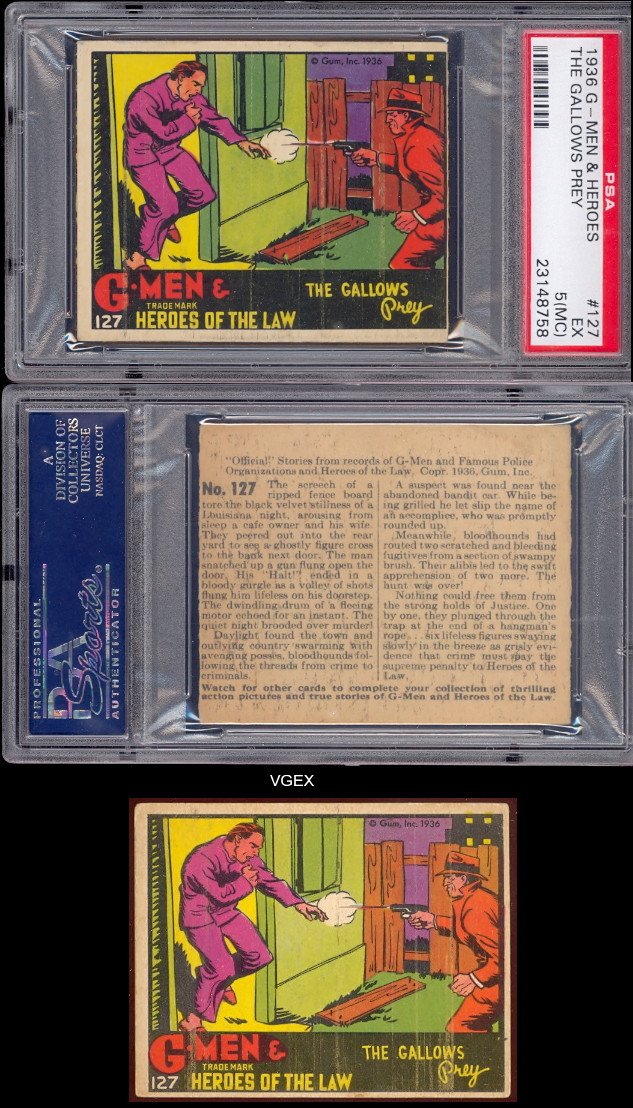 © Gum, Inc. 1936
G-MEN &
TRADE MARK
127 HEROES OF THE LAW
THE GALLOWS
Prey
PSA
1936 G - MEN & HEROES #127
THE GALLOWS PREY EX
5(MC)
23148758
A
DIVISION OF
COLLECTORS
UNIVERSE
NASDAQ: CLCT
PROFESSIONAL
PSA
Sports
AUTHENTICATOR
"Official" Stories from records of G-Men and Famous Police
Organizations and Heroes of the Law. Copr. 1936, Gum, Inc.
No. 127 The screech of a
ripped fence board
tore the black velvet stillness of a
Louisiana night, arousing from
sleep a cafe owner and his wife.
They peered out into the rear
yard to see a ghostly figure cross
to the bank next door. The man
snatched up a gun flung open the
door. His "Halt!" ended in a
bloody gurgle as a volley of shots
flung him lifeless on his doorstep.
The dwindling drum of a fleeing
motor echoed for an instant. The
quiet night brooded over murder!
Daylight found the town and
outlying country swarming with
avenging posses, bloodhounds fol-
lowing the threads from crime to
criminals.
A suspect was found near the
abandoned bandit car. While be-
ing grilled he let slip the name of
an accomplice, who was promptly
rounded up.
Meanwhile, bloodhounds had
routed two scratched and bleeding
fugitives from a section of swampy
brush. Their alibis led to the swift
apprehension of two more. The
hunt was over!
Nothing could free them from
the strong holds of Justice. One
by one, they plunged through the
trap at the end of a hangman's
rope. . . six lifeless figures swaying
slowly in the breeze as grisly evi-
dence that crime must pay the
supreme penalty to Heroes of the
Law.
Watch for other cards to complete your collection of thrilling
action pictures and true stories of G-Men and Heroes of the Law.
VGEX
© Gum, Inc. 1936
G-MEN &
TRADE MARK
127 HEROES OF THE LAW
THE GALLOWS
Prey